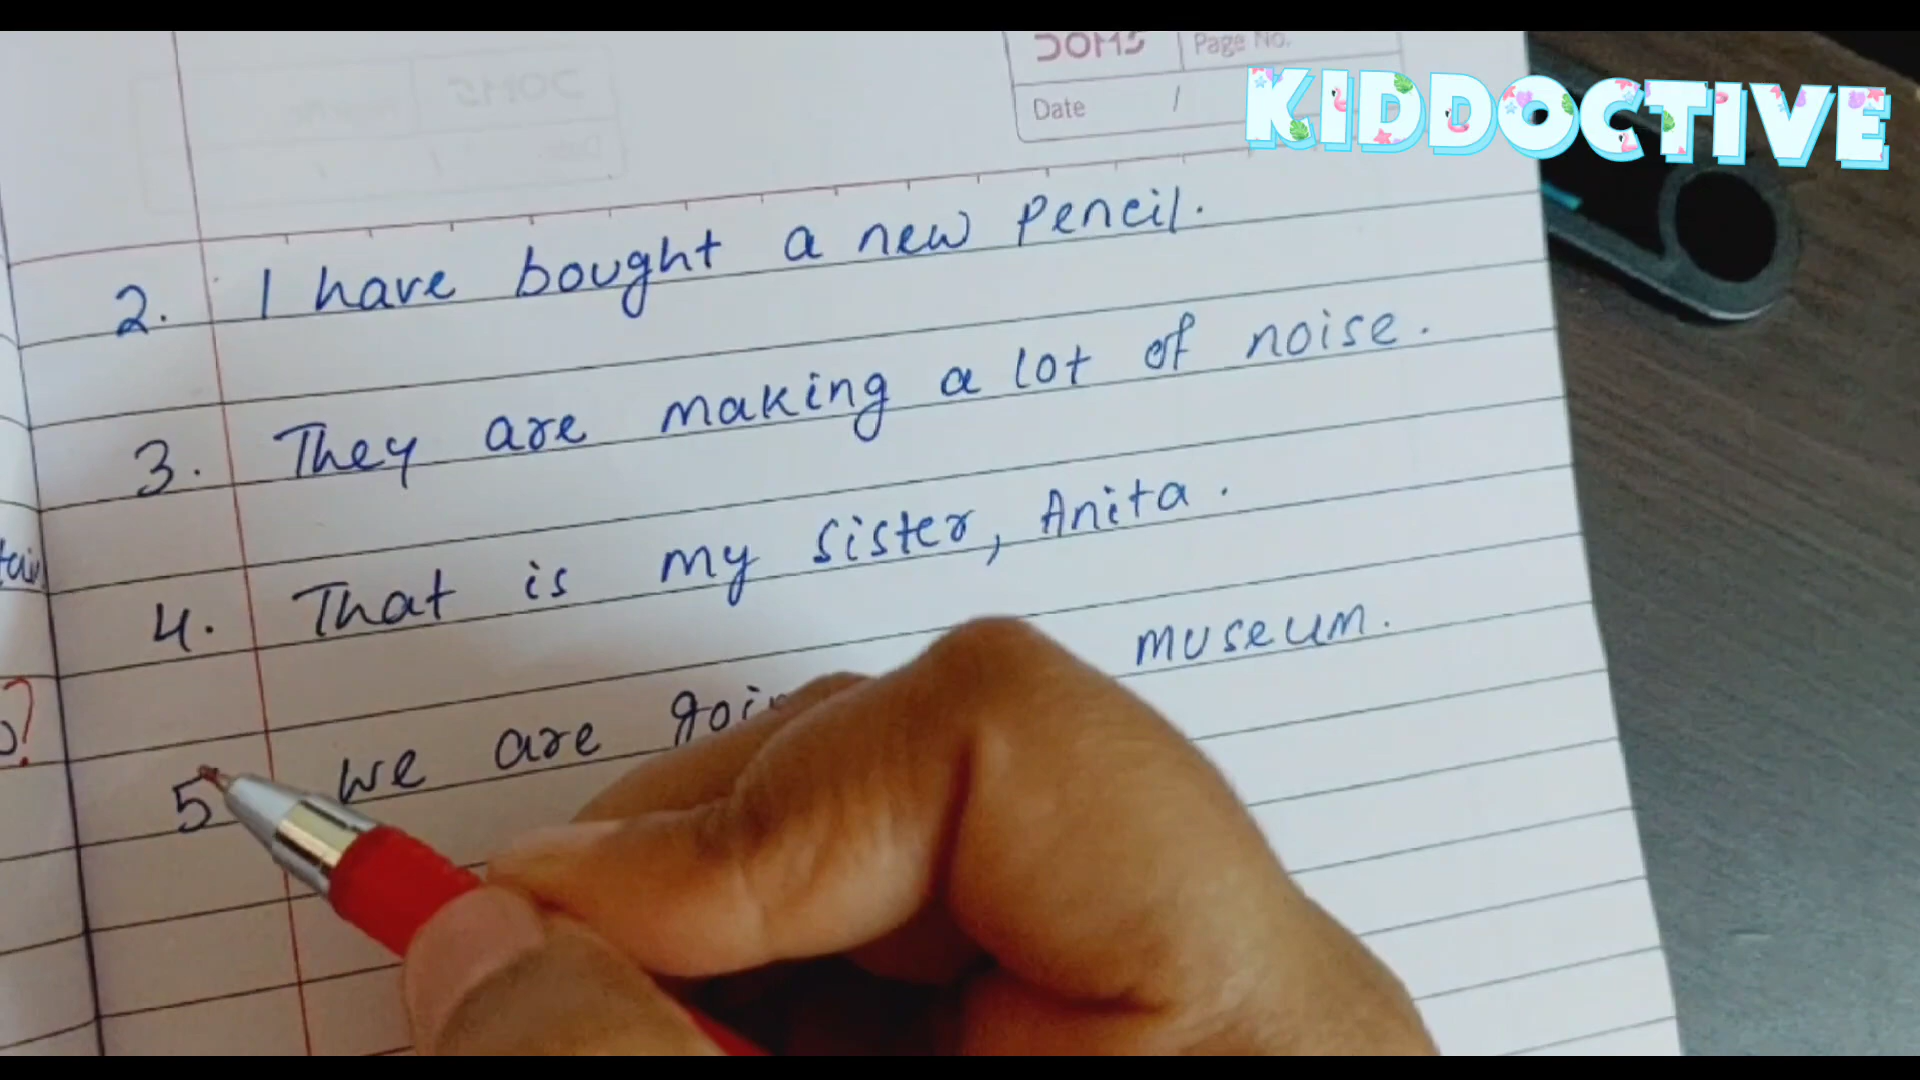 DOMS Page No.
Date /
KIDDOCTIVE
2. I have bought a new pencil.
3. They are making a lot of noise.
4. That is my sister, Anita.
5 We are museum.